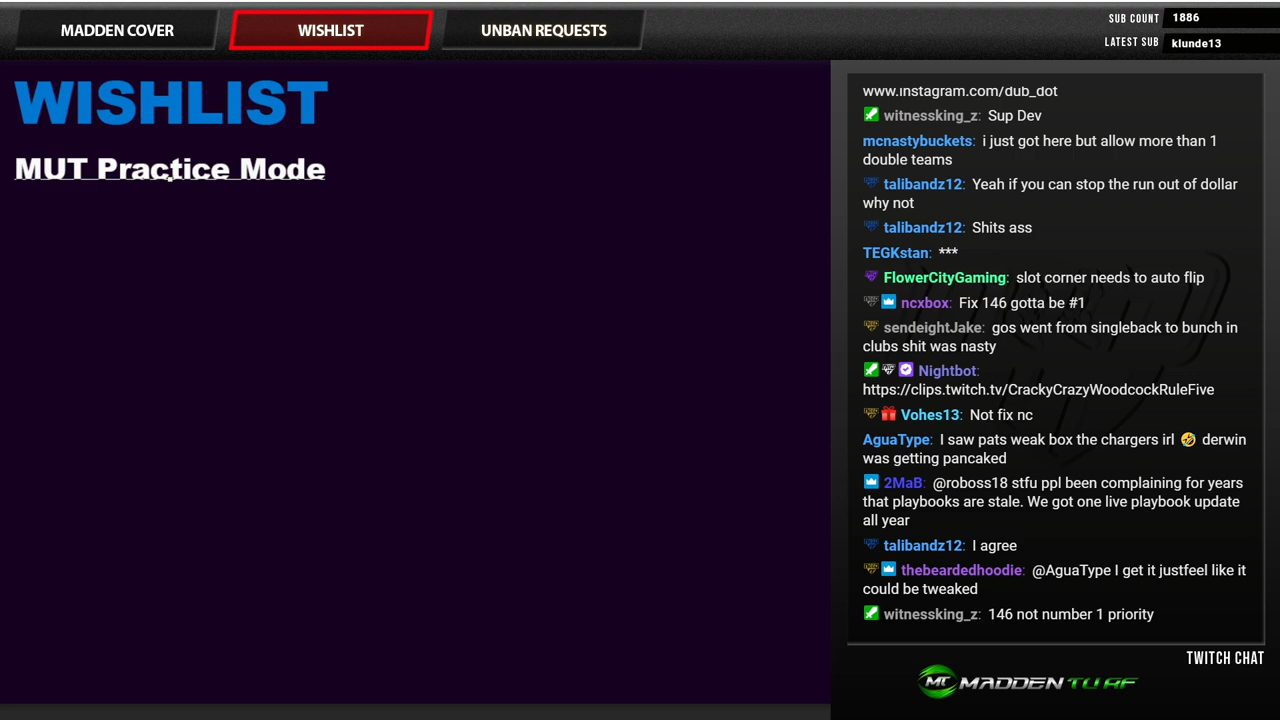 MADDEN COVER
WISHLIST
UNBAN REQUESTS
SUB COUNT 1886
LATEST SUB klunde13
WISHLIST
MUT Practice Mode
www.instagram.com/dub_dot
witnessking_z: Sup Dev
mcnastybuckets: i just got here but allow more than 1
double teams
talibandz12: Yeah if you can stop the run out of dollar
why not
talibandz12: Shits ass
TEGKstan: ***
FlowerCityGaming: slot corner needs to auto flip
ncxbox: Fix 146 gotta be #1
sendeightJake: gos went from singleback to bunch in
clubs shit was nasty
Nightbot:
https://clips.twitch.tv/CrackyCrazyWoodcockRuleFive
Vohes13: Not fix nc
AguaType: I saw pats weak box the chargers irl 🤣 derwin
was getting pancaked
2MaB: @roboss18 stfu ppl been complaining for years
that playbooks are stale. We got one live playbook update
all year
talibandz12: I agree
thebeardedhoodie: @AguaType I get it justfeel like it
could be tweaked
witnessking_z: 146 not number 1 priority
TWITCH CHAT
MT MADDEN TURF